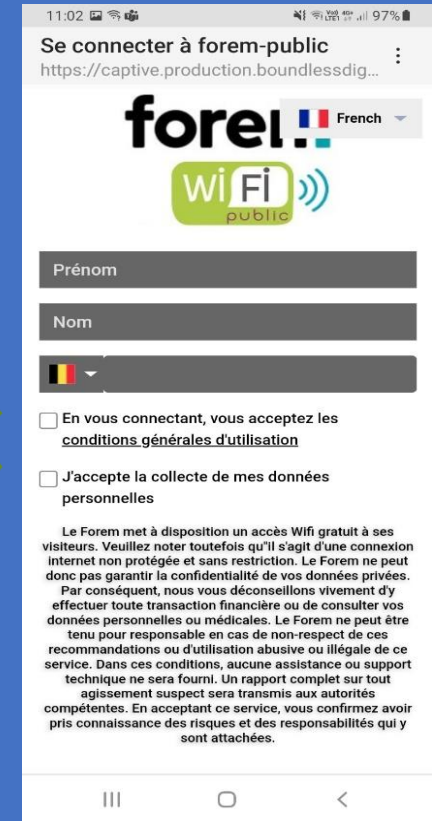 11:02
97%
Se connecter à forem-public
https://captive.production.boundlessdig...
French
WiFi
public
Prénom
Nom
En vous connectant, vous acceptez les
conditions générales d'utilisation
J'accepte la collecte de mes données
personnelles
Le Forem met à disposition un accès Wifi gratuit à ses
visiteurs. Veuillez noter toutefois qu"il s'agit d'une connexion
internet non protégée et sans restriction. Le Forem ne peut
donc pas garantir la confidentialité de vos données privées.
Par conséquent, nous vous déconseillons vivement d'y
effectuer toute transaction financière ou de consulter vos
données personnelles ou médicales. Le Forem ne peut être
tenu pour responsable en cas de non-respect de ces
recommandations ou d'utilisation abusive ou illégale de ce
service. Dans ces conditions, aucune assistance ou support
technique ne sera fourni. Un rapport complet sur tout
agissement suspect sera transmis aux autorités
compétentes. En acceptant ce service, vous confirmez avoir
pris connaissance des risques et des responsabilités qui y
sont attachées.